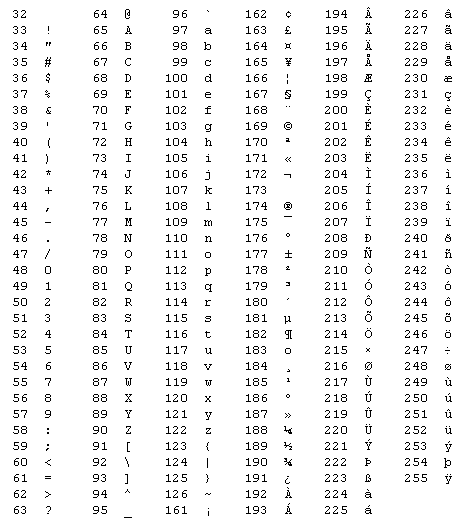 32 64 @ 96 ` 162 ¢ 194 Â 226 â
33 ! 65 A 97 a 163 £ 195 Ã 227 ã
34 " 66 B 98 b 164 ¤ 196 Ä 228 ä
35 # 67 C 99 c 165 ¥ 197 Å 229 å
36 $ 68 D 100 d 166 ¦ 198 Æ 230 æ
37 % 69 E 101 e 167 § 199 Ç 231 ç
38 & 70 F 102 f 168 ¨ 200 È 232 è
39 ' 71 G 103 g 169 © 201 É 233 é
40 ( 72 H 104 h 170 ª 202 Ê 234 ê
41 ) 73 I 105 i 171 « 203 Ë 235 ë
42 * 74 J 106 j 172 ¬ 204 Ì 236 ì
43 + 75 K 107 k 173 205 Í 237 í
44 , 76 L 108 l 174 ® 206 Î 238 î
45 - 77 M 109 m 175 ¯ 207 Ï 239 ï
46 . 78 N 110 n 176 ° 208 Ð 240 ð
47 / 79 O 111 o 177 ± 209 Ñ 241 ñ
48 0 80 P 112 p 178 ² 210 Ò 242 ò
49 1 81 Q 113 q 179 ³ 211 Ó 243 ó
50 2 82 R 114 r 180 ´ 212 Ô 244 ô
51 3 83 S 115 s 181 µ 213 Õ 245 õ
52 4 84 T 116 t 182 ¶ 214 Ö 246 ö
53 5 85 U 117 u 183 o 215 × 247 ÷
54 6 86 V 118 v 184 ¸ 216 Ø 248 ø
55 7 87 W 119 w 185 ¹ 217 Ù 249 ù
56 8 88 X 120 x 186 º 218 Ú 250 ú
57 9 89 Y 121 y 187 » 219 Û 251 û
58 : 90 Z 122 z 188 ¼ 220 Ü 252 ü
59 ; 91 [ 123 { 189 ½ 221 Ý 253 ý
60 < 92 \ 124 | 190 ¾ 222 Þ 254 þ
61 = 93 ] 125 } 191 ¿ 223 ß 255 ÿ
62 > 94 ^ 126 ~ 192 À 224 à
63 ? 95 _ 161 ¡ 193 Á 225 á